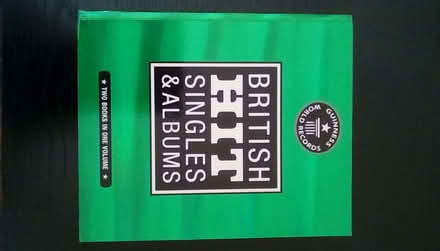 GUINNESS
WORLD RECORDS
BRITISH
HIT
SINGLES
& ALBUMS
★ TWO BOOKS IN ONE VOLUME ★